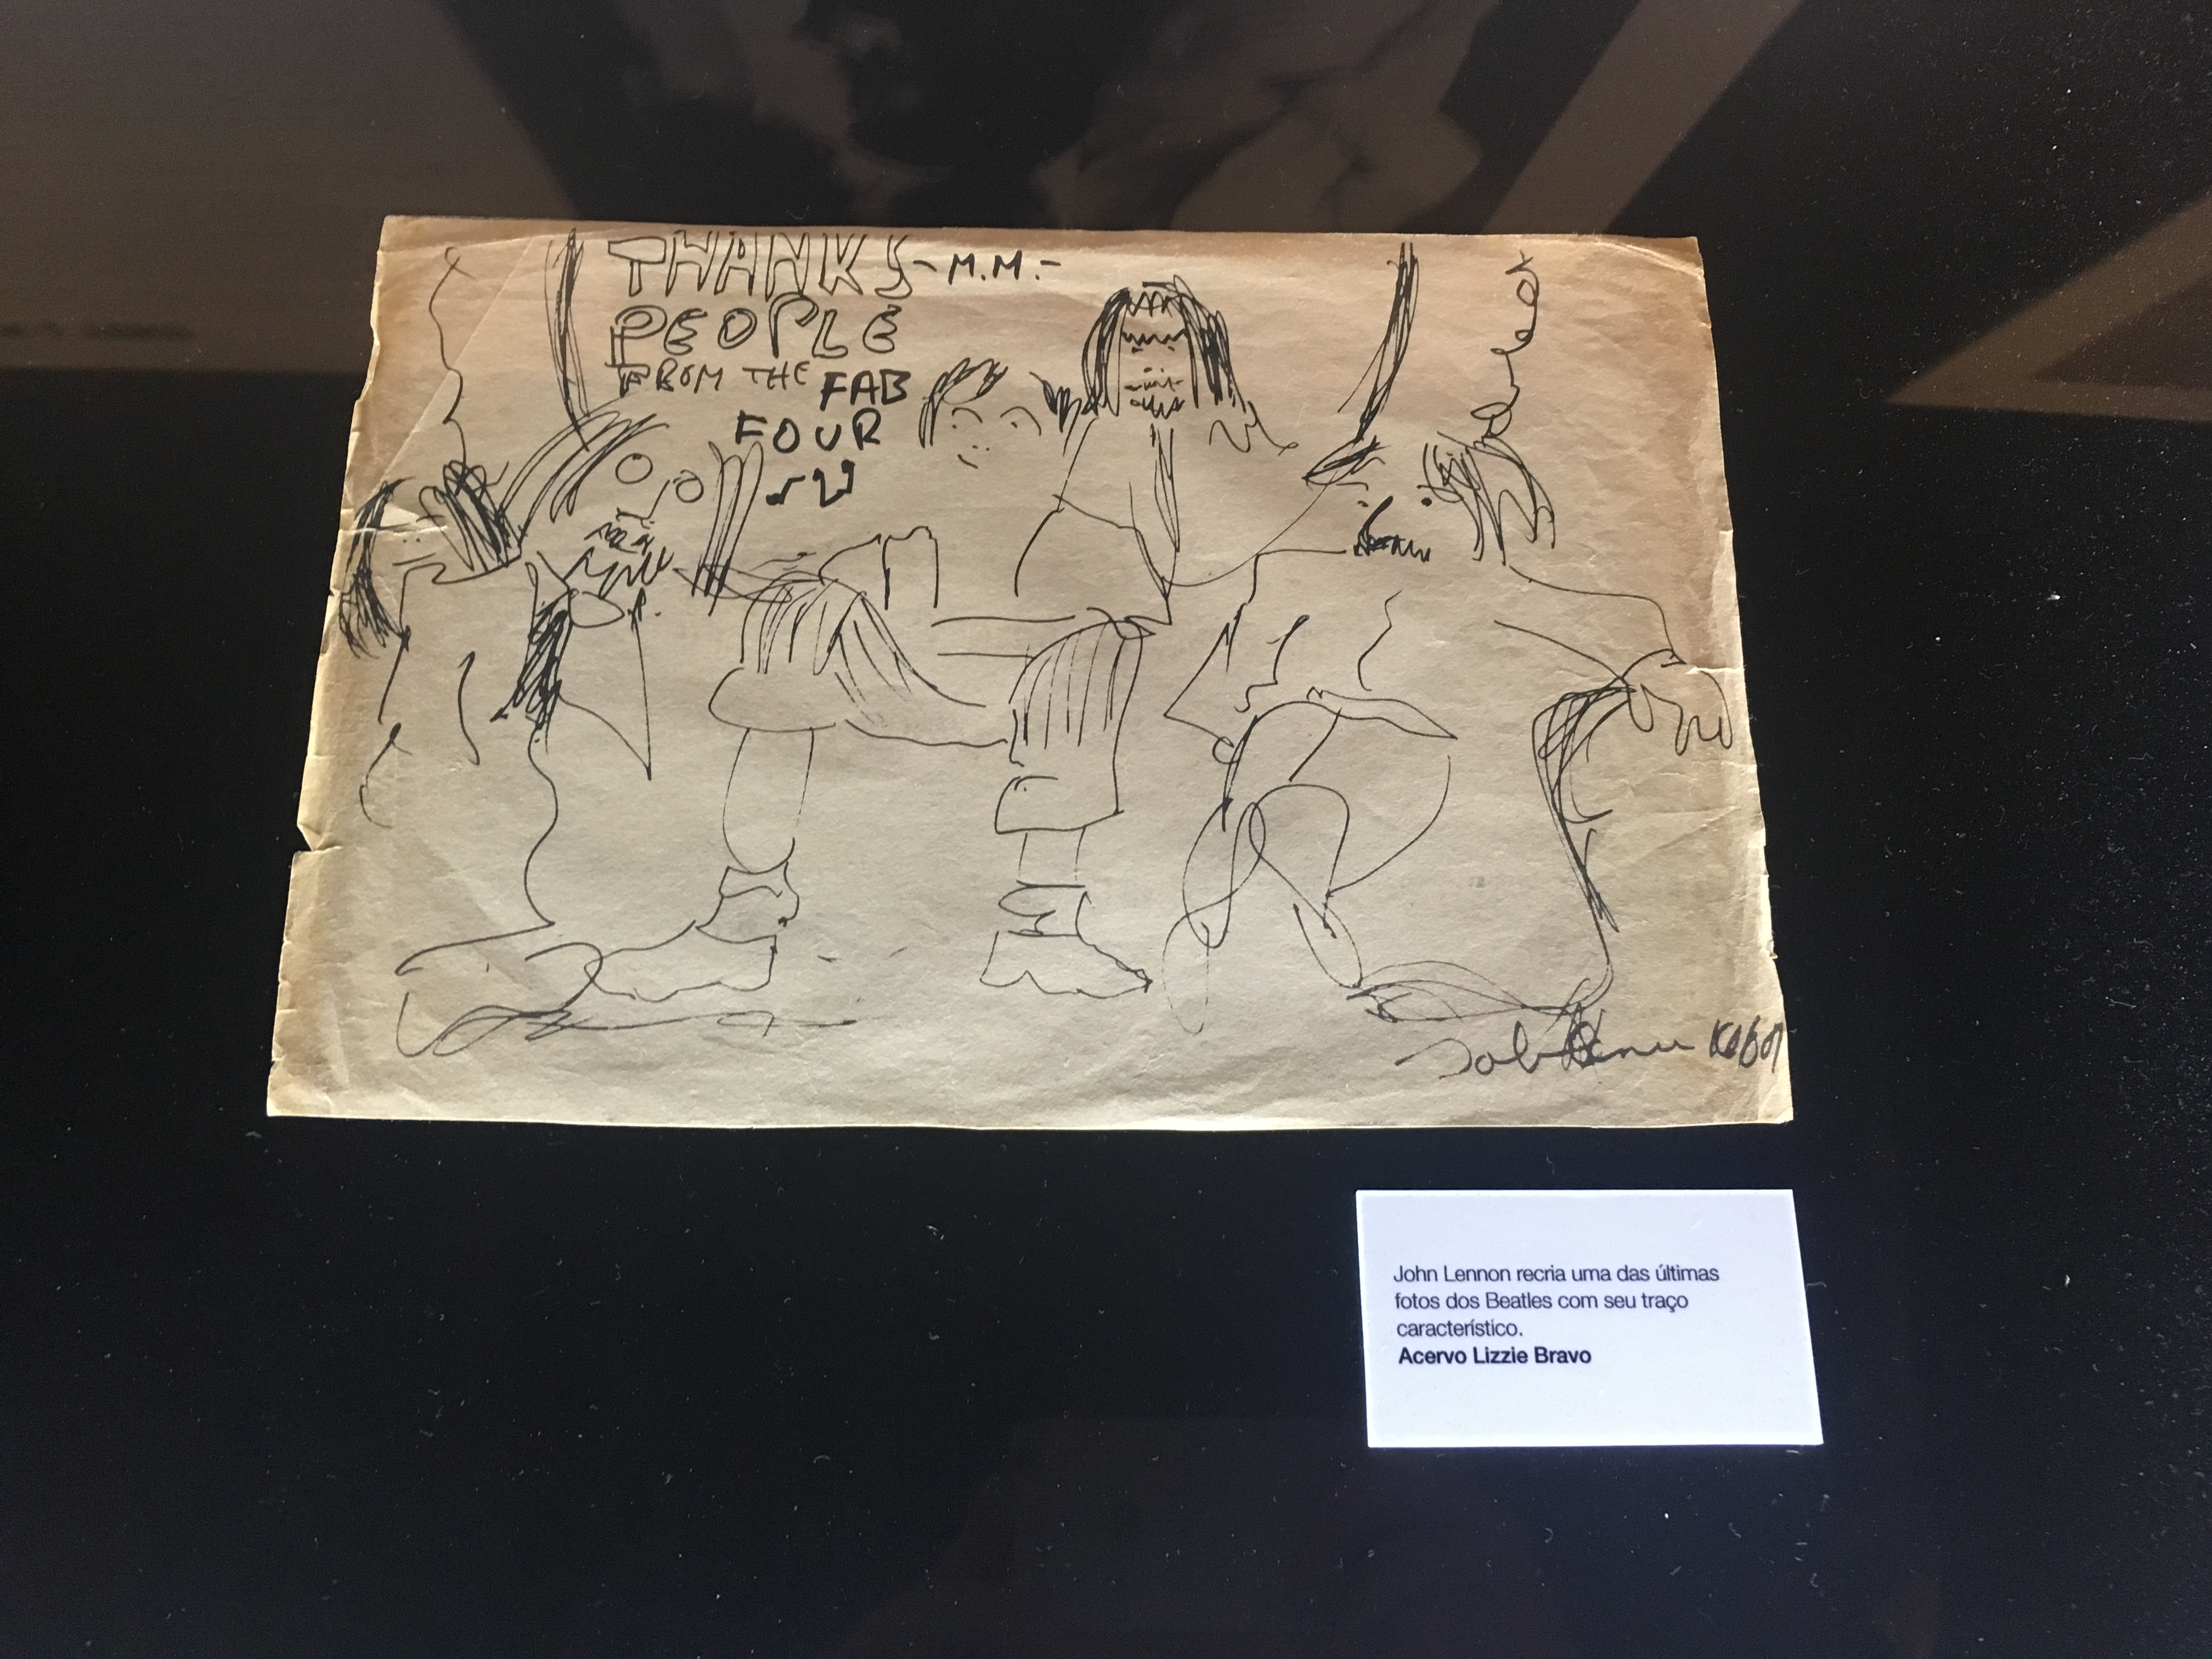 THANKS -M.M.-
PEOPLE
FROM THE FAB
FOUR
John Lennon recria uma das últimas
fotos dos Beatles com seu traço
característico.
Acervo Lizzie Bravo